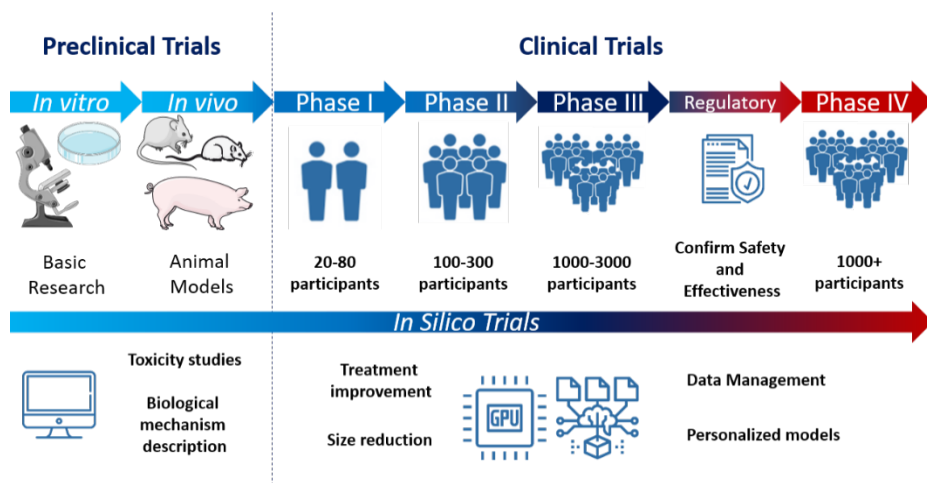 Preclinical Trials
Clinical Trials
In vitro
In vivo
Phase I
Phase II
Phase III
Regulatory
Phase IV
Basic
Research
Animal
Models
20-80
participants
100-300
participants
1000-3000
participants
Confirm Safety
and
Effectiveness
1000+
participants
In Silico Trials
Toxicity studies
Biological
mechanism
description
Treatment
improvement
Size reduction
GPU
Data Management
Personalized models